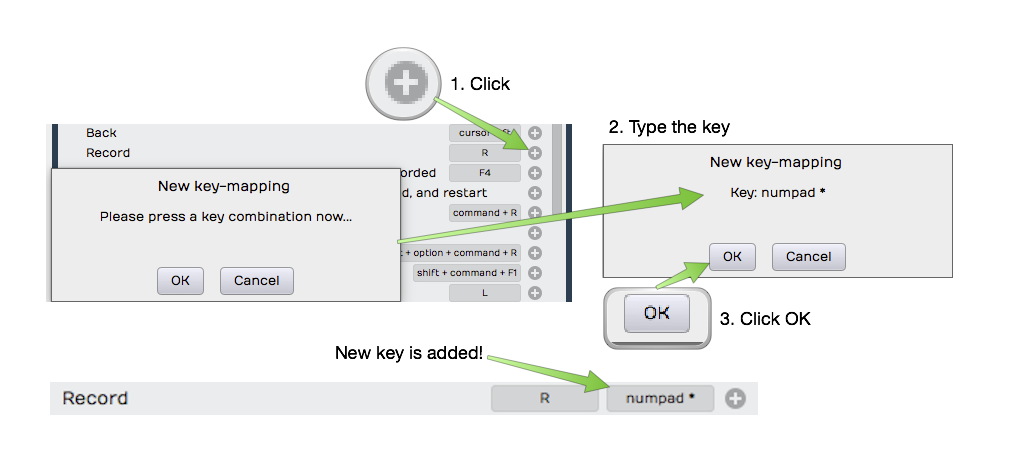 1. Click
Back
Record R
orded F4
d, and restart
command + R
+ option + command + R
shift + command + F1
L
New key-mapping
Please press a key combination now...
OK Cancel
2. Type the key
New key-mapping
Key: numpad *
OK Cancel
OK
3. Click OK
New key is added!
Record R numpad *